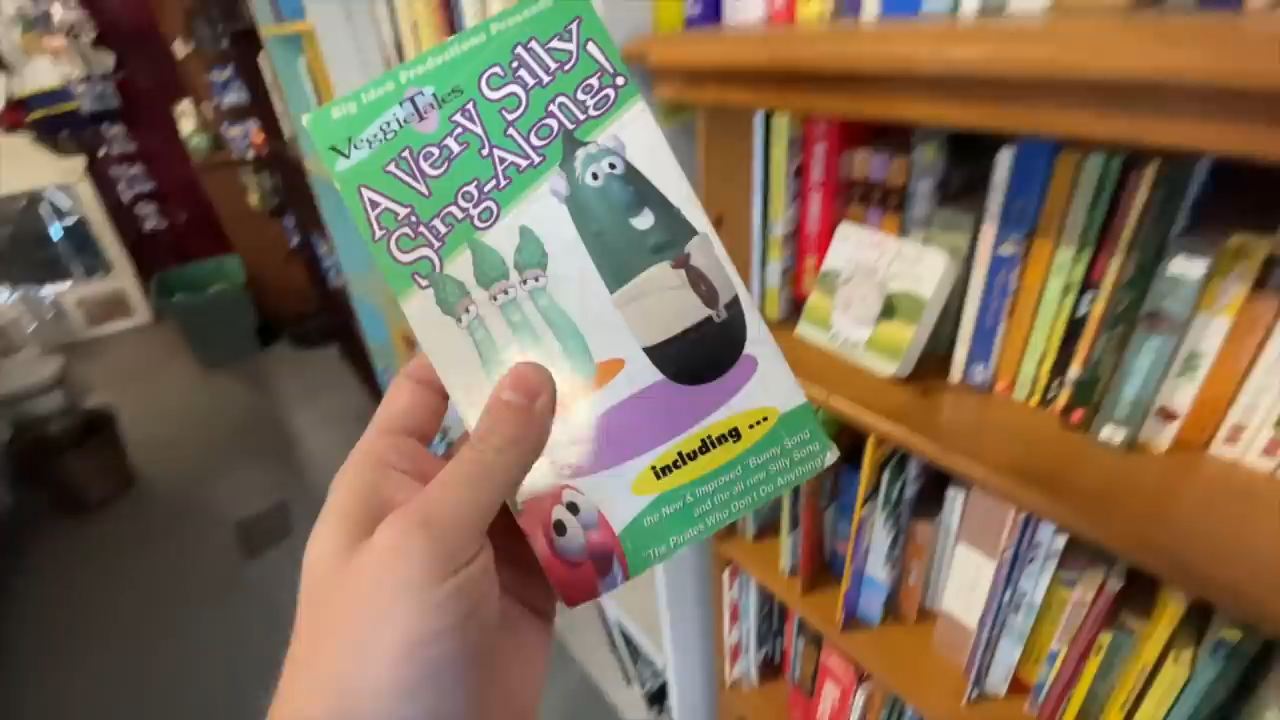 Big Idea Productions Presents
VeggieTales
A Very Silly
Sing-Along!
including ...
the New & Improved "Bunny Song
and the all new Silly Song
"The Pirates Who Don't Do Anything"